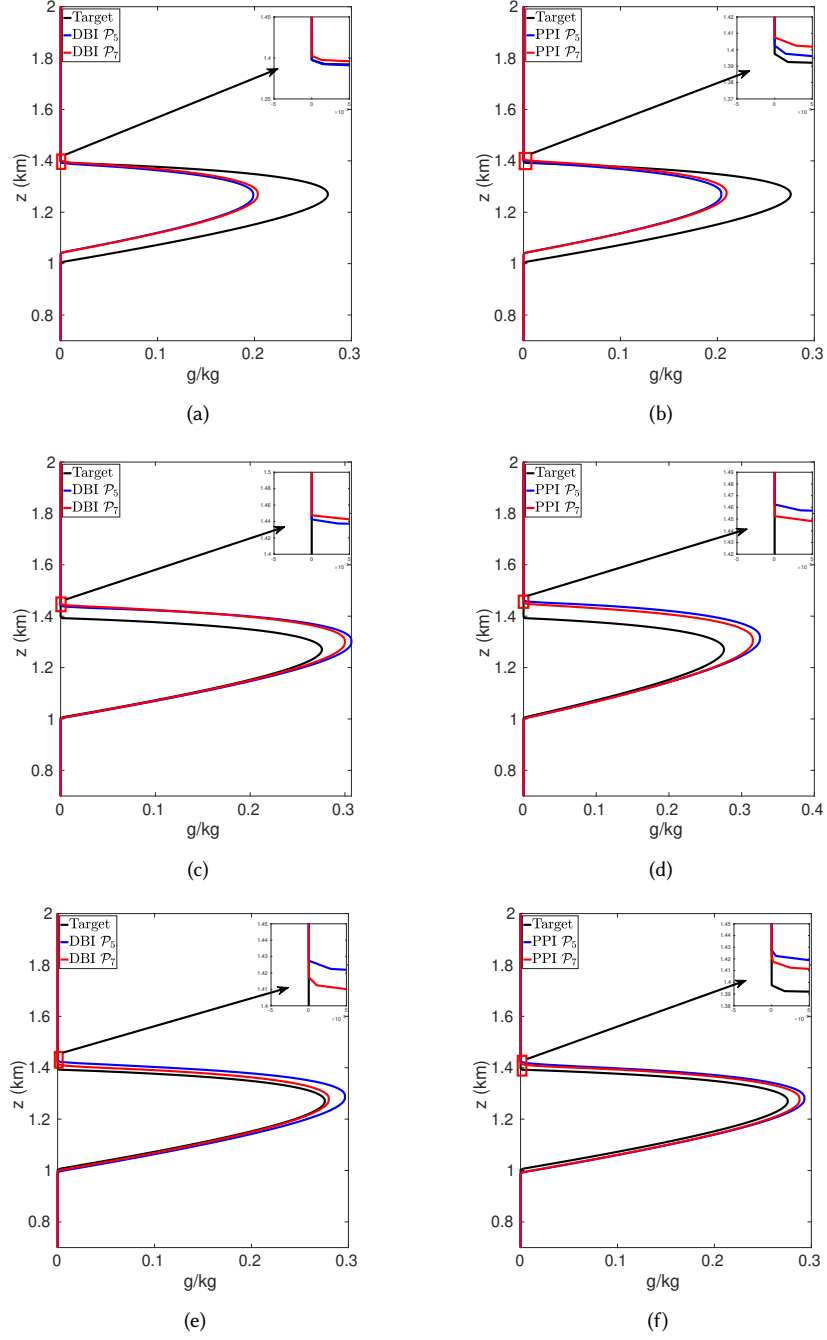 2
1.8
1.6
1.4
1.2
1
0.8
z (km)
0 0.1 0.2 0.3
g/kg
Target
DBI 𝒫₅
DBI 𝒫₇
1.45
1.4
1.35
-5 0 5
(a)
2
1.8
1.6
1.4
1.2
1
0.8
z (km)
0 0.1 0.2 0.3
g/kg
Target
PPI 𝒫₅
PPI 𝒫₇
1.42
1.41
1.4
1.39
1.38
1.37
-5 0 5
(b)
2
1.8
1.6
1.4
1.2
1
0.8
z (km)
0 0.1 0.2 0.3
g/kg
Target
DBI 𝒫₅
DBI 𝒫₇
1.5
1.48
1.46
1.44
1.42
1.4
-5 0 5
(c)
2
1.8
1.6
1.4
1.2
1
0.8
z (km)
0 0.1 0.2 0.3 0.4
g/kg
Target
PPI 𝒫₅
PPI 𝒫₇
1.49
1.48
1.47
1.46
1.45
1.44
1.43
1.42
-5 0 5
(d)
2
1.8
1.6
1.4
1.2
1
0.8
z (km)
0 0.1 0.2 0.3
g/kg
Target
DBI 𝒫₅
DBI 𝒫₇
1.45
1.44
1.43
1.42
1.41
1.4
-5 0 5
(e)
2
1.8
1.6
1.4
1.2
1
0.8
z (km)
0 0.1 0.2 0.3
g/kg
Target
PPI 𝒫₅
PPI 𝒫₇
1.45
1.44
1.43
1.42
1.41
1.4
1.39
1.38
-5 0 5
(f)